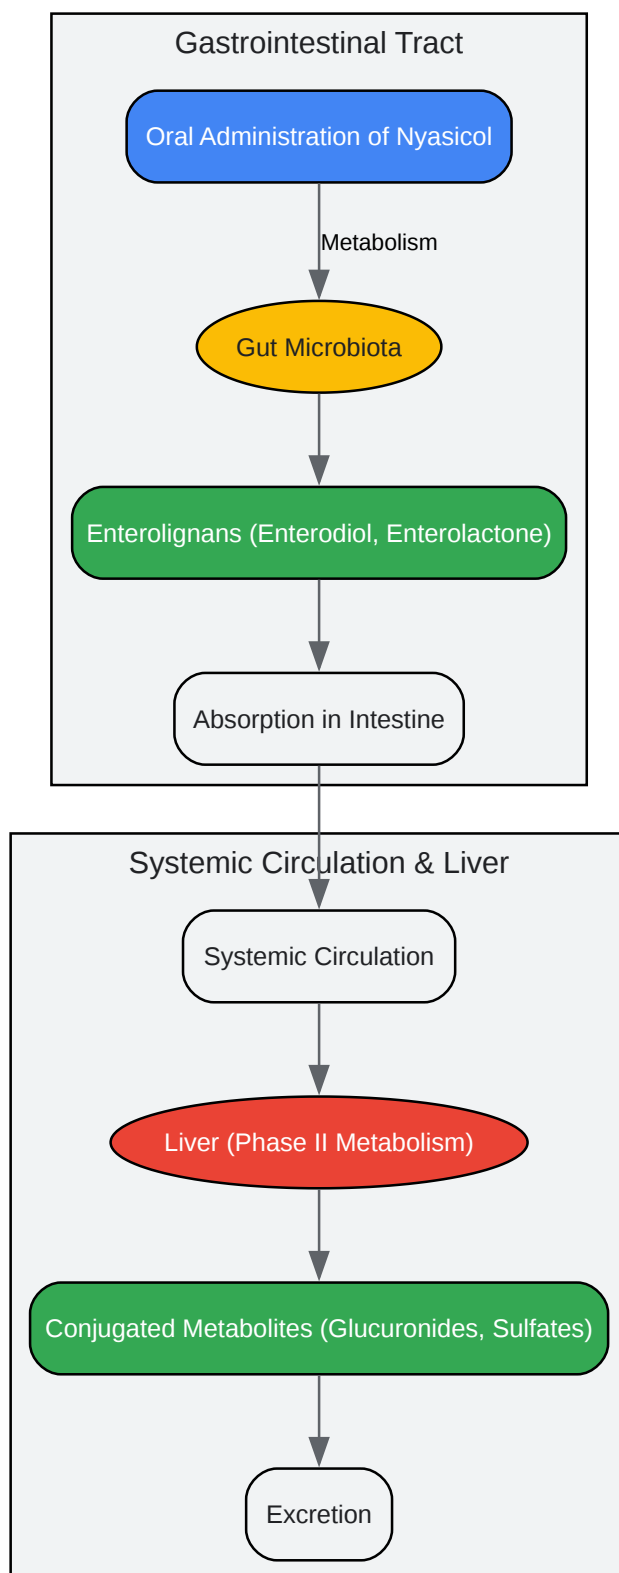 Gastrointestinal Tract
Oral Administration of Nyasicol
Metabolism
Gut Microbiota
Enterolignans (Enterodiol, Enterolactone)
Absorption in Intestine
Systemic Circulation & Liver
Systemic Circulation
Liver (Phase II Metabolism)
Conjugated Metabolites (Glucuronides, Sulfates)
Excretion